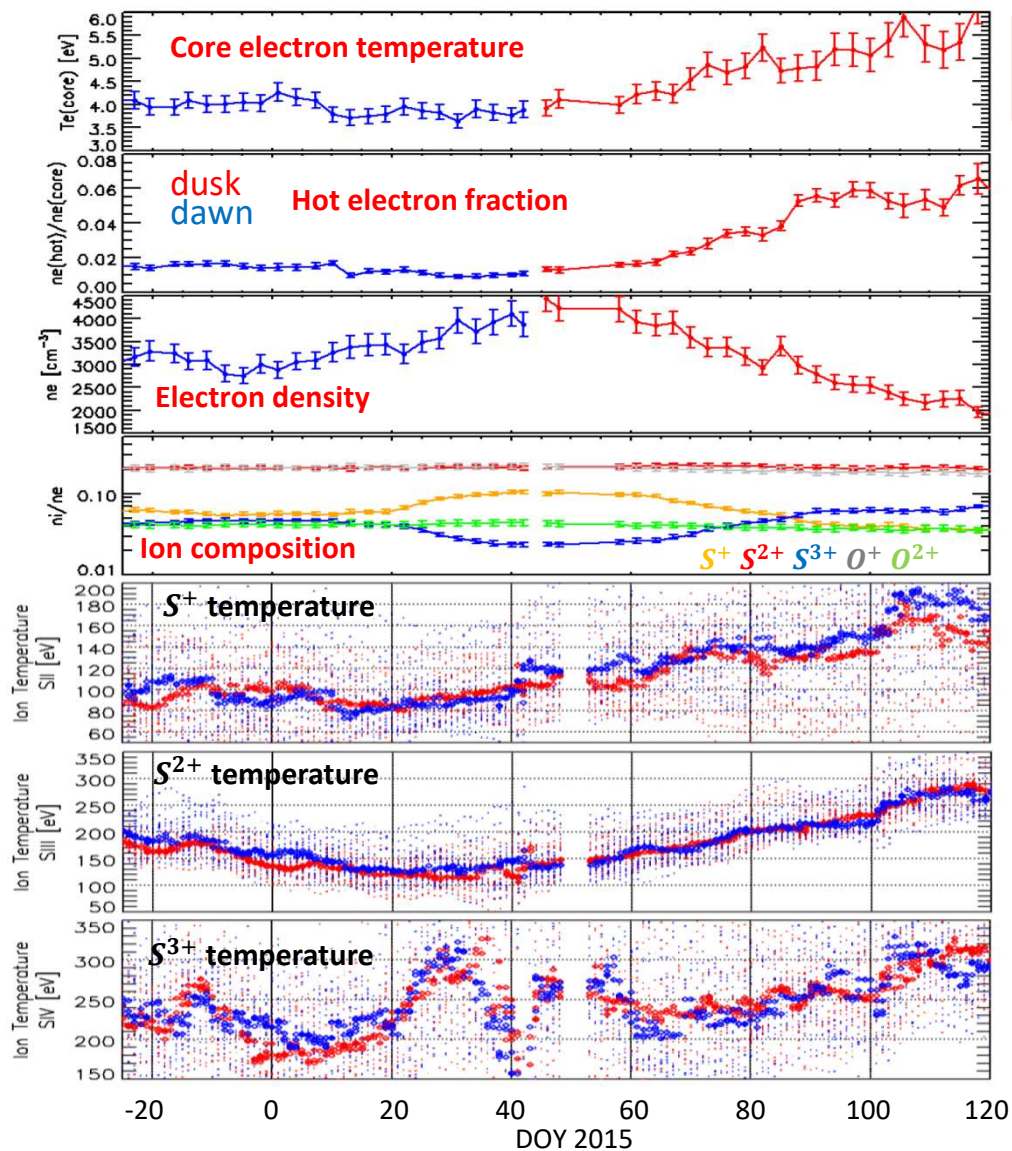 6.0
5.5
5.0
4.5
4.0
3.5
3.0
Te(core) [eV]
Core electron temperature
0.08
0.06
0.04
0.02
0.00
ne(hot)/ne(core)
dusk
dawn
Hot electron fraction
4500
4000
3500
3000
2500
2000
1500
ne [cm⁻³]
Electron density
0.10
0.01
ni/ne
Ion composition
S⁺ S²⁺ S³⁺ O⁺ O²⁺
200
180
160
140
120
100
80
60
Ion Temperature
SII [eV]
S⁺ temperature
350
300
250
200
150
100
50
Ion Temperature
SIII [eV]
S²⁺ temperature
350
300
250
200
150
Ion Temperature
SIV [eV]
S³⁺ temperature
-20 0 20 40 60 80 100 120
DOY 2015